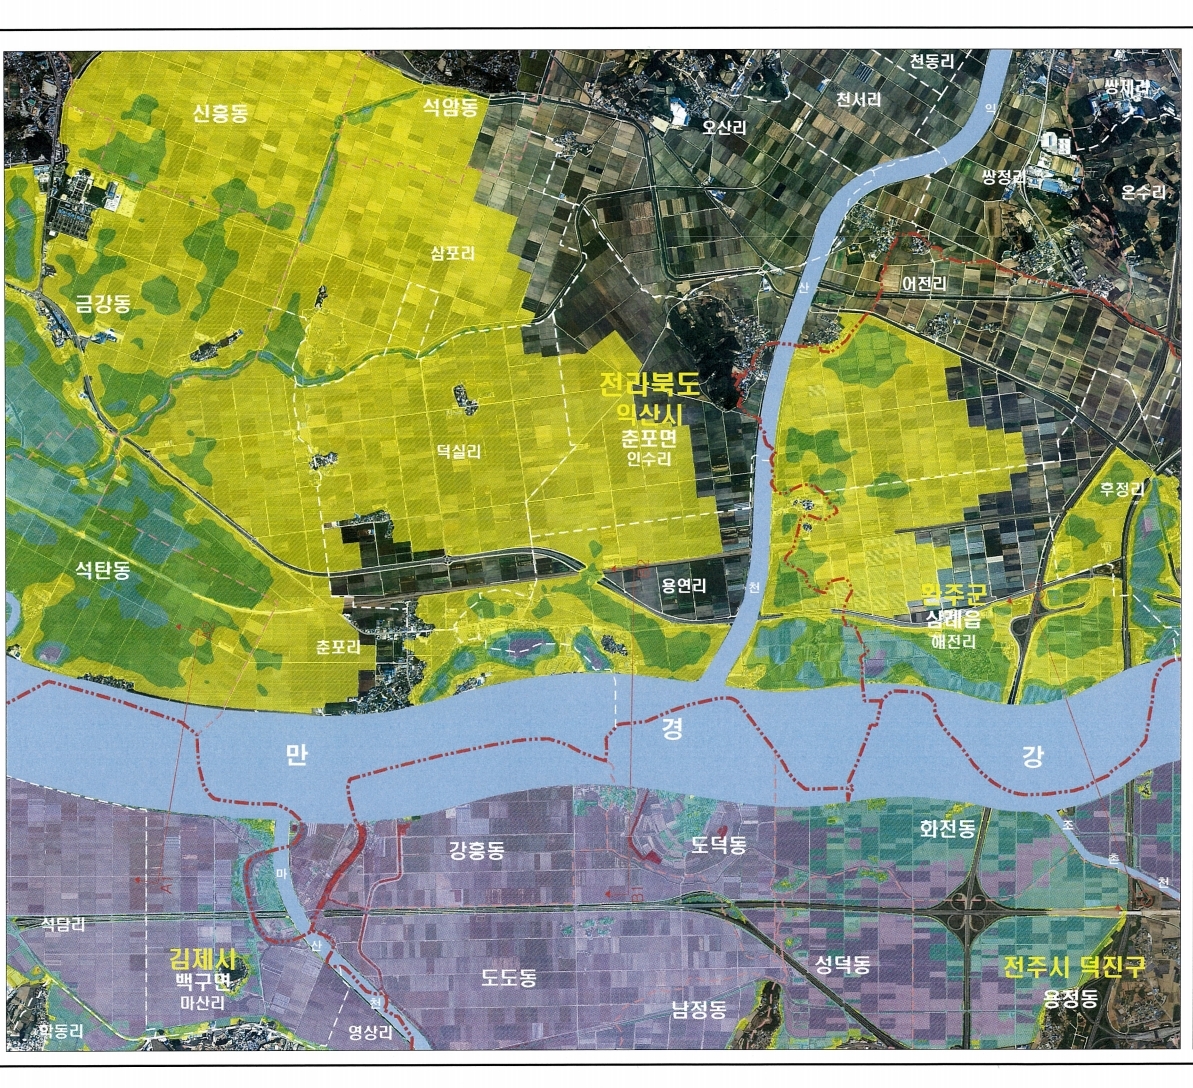 천동리
쌍제리
천서리
익
신흥동
석암동
오산리
쌍정리
온수리
삼포리
어전리
산
금강동
전라북도
익산시
춘포면
인수리
덕실리
후정리
석탄동
용연리
천
완주군
삼례읍
해전리
춘포리
만
경
강
화전동
조
강흥동
도덕동
촌
마
천
석담리
산
김제시
백구면
마산리
도도동
성덕동
전주시 덕진구
용정동
천
남정동
학동리
영상리